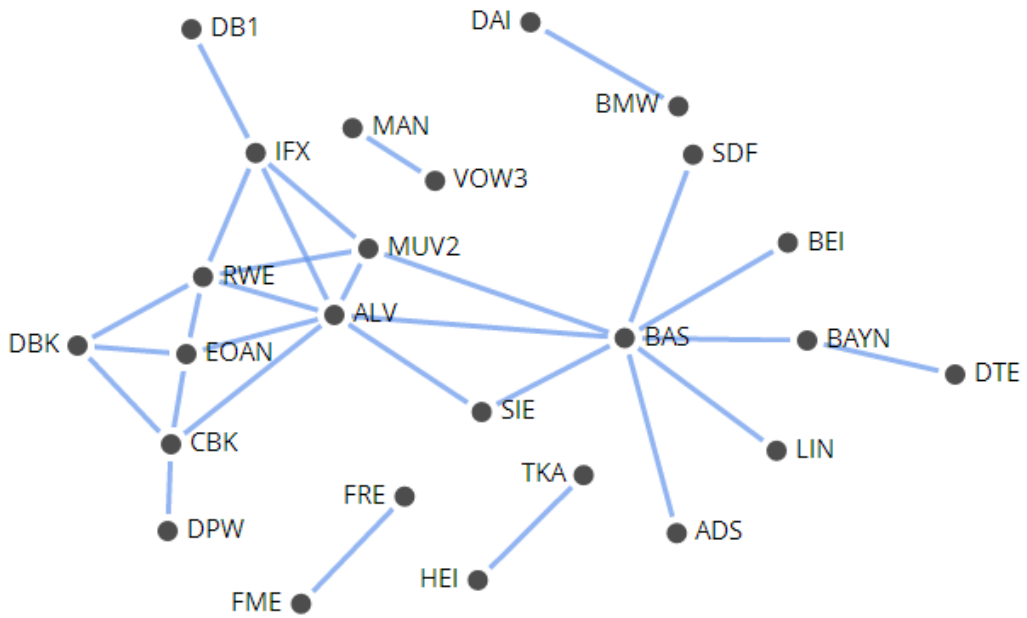 DB1
DAI
BMW
MAN
IFX
SDF
VOW3
BEI
MUV2
RWE
ALV
BAS
BAYN
DBK
EOAN
DTE
SIE
CBK
LIN
TKA
FRE
DPW
ADS
HEI
FME